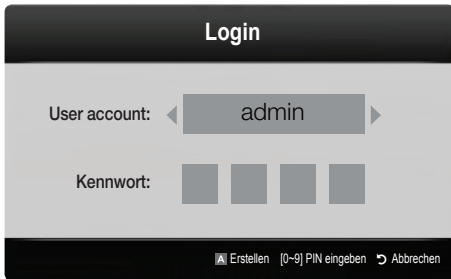 Login
User account: admin
Kennwort:
A Erstellen [0~9] PIN eingeben Abbrechen